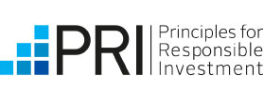 PRI
Principles for
Responsible
Investment